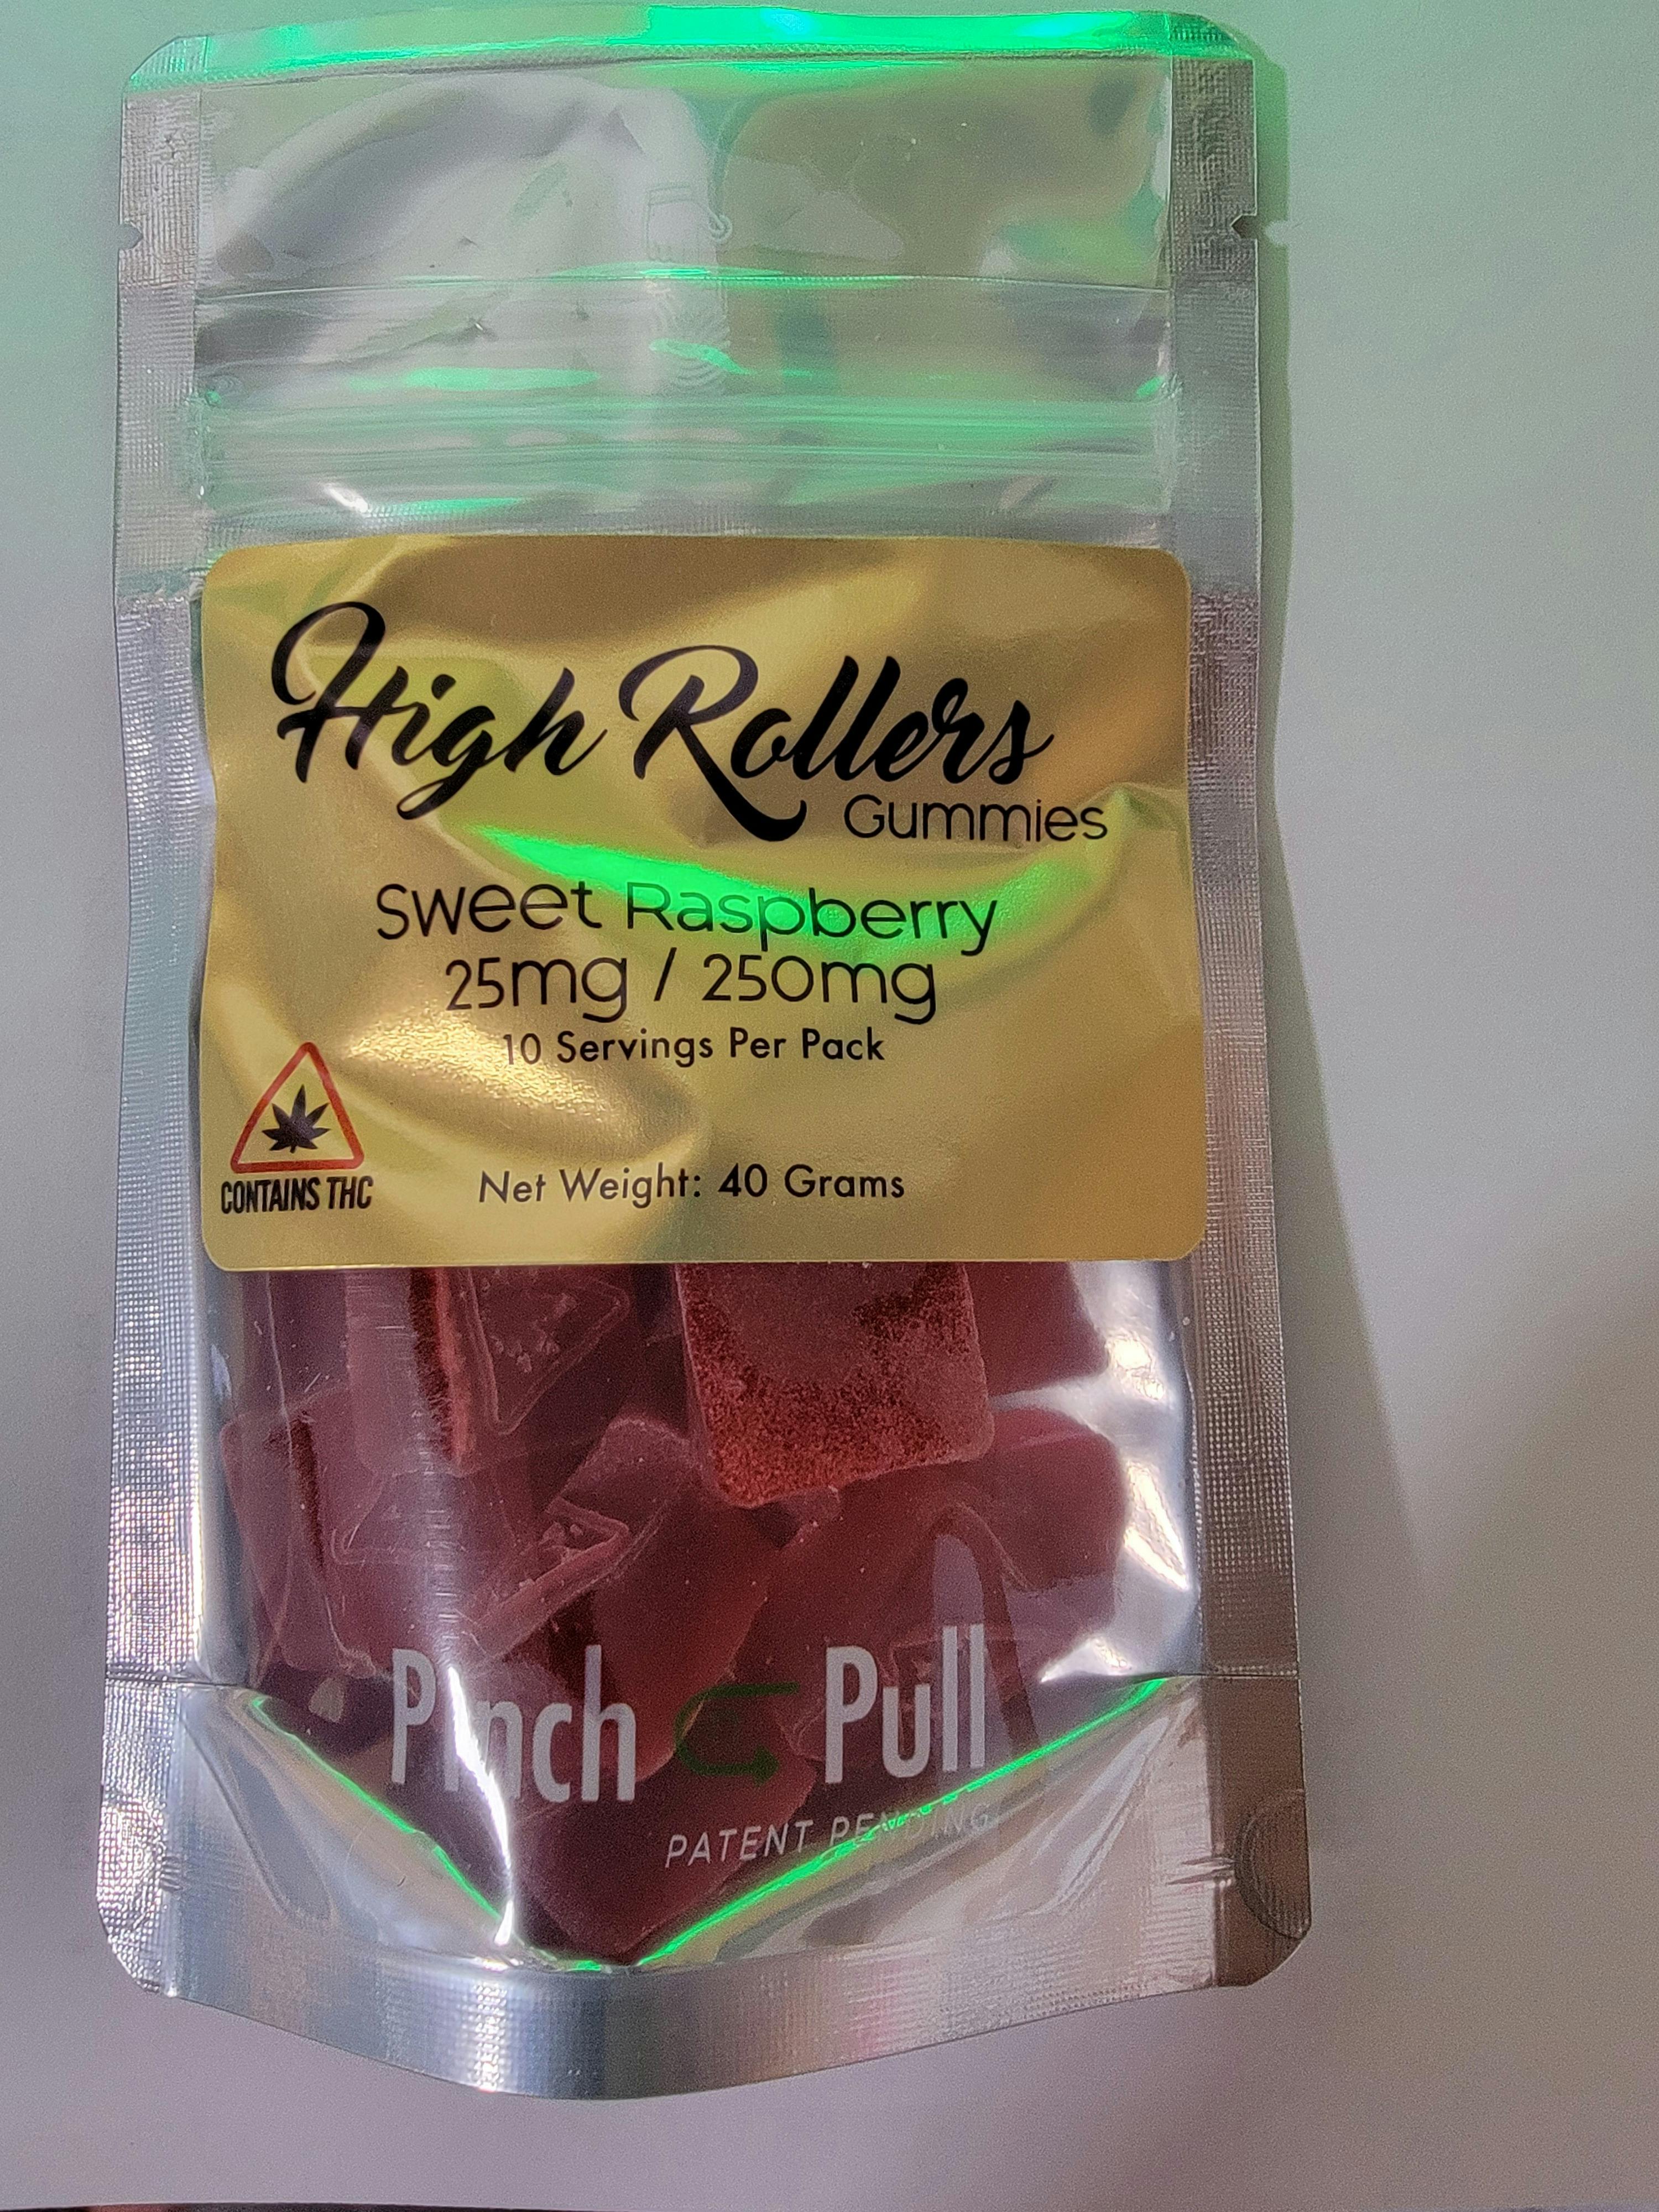 High Rollers
Gummies
Sweet Raspberry
25mg / 250mg
10 Servings Per Pack
CONTAINS THC
Net Weight: 40 Grams
Pinch Pull
PATENT PENDING